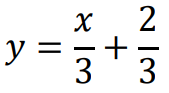 y = x/3 + 2/3